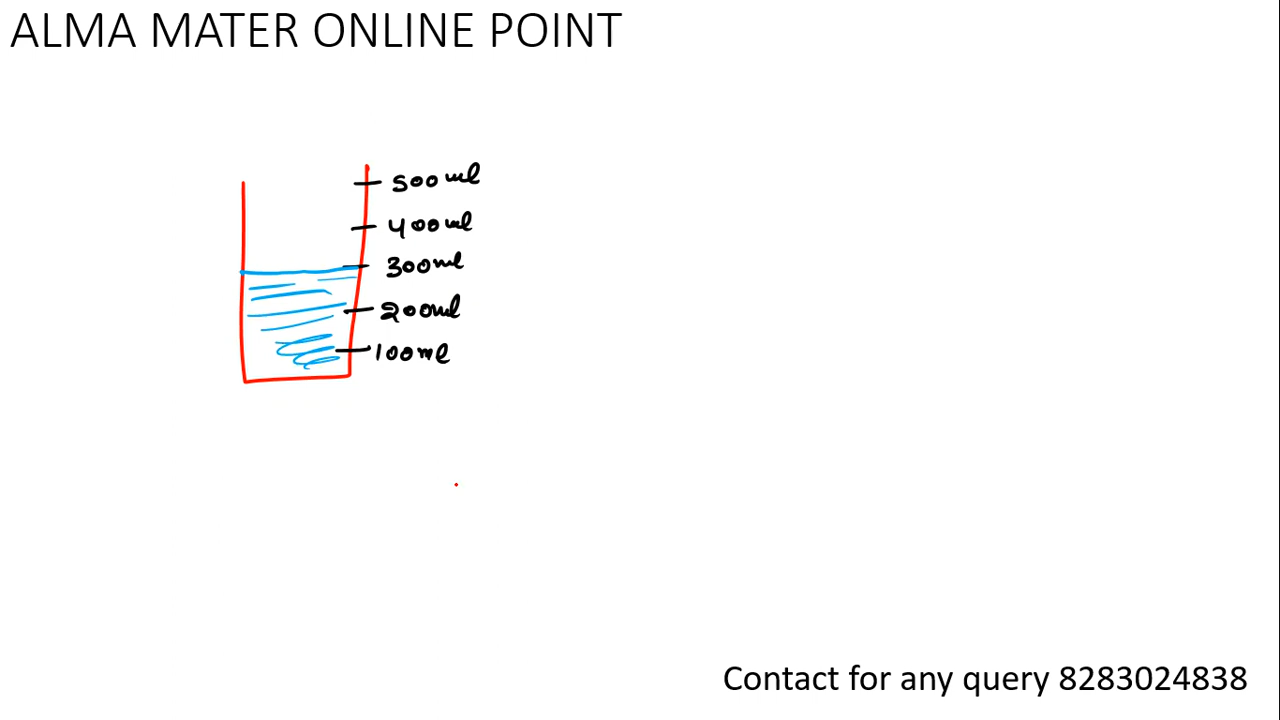 ALMA MATER ONLINE POINT
500ml
400ml
300ml
200ml
100ml
Contact for any query 8283024838